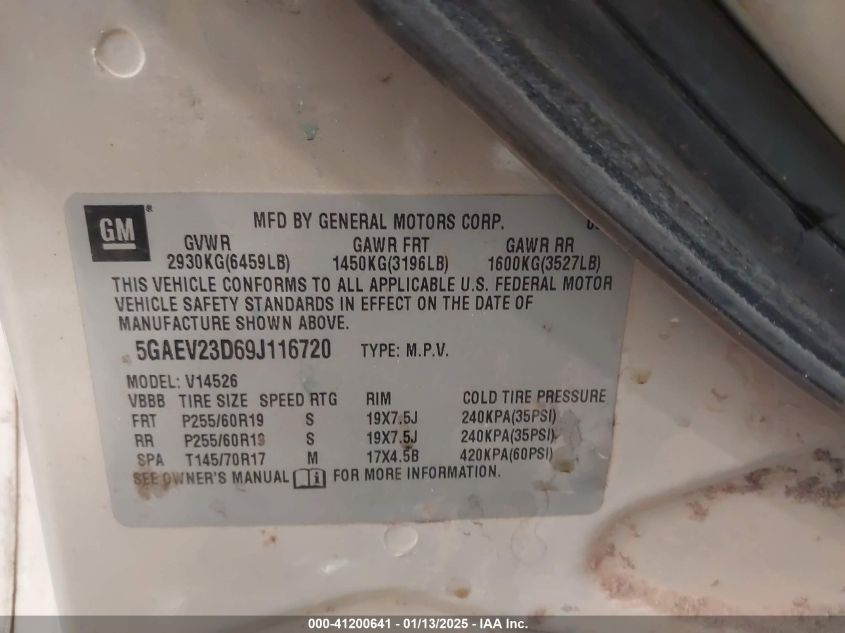 GM ®
MFD BY GENERAL MOTORS CORP.
GVWR GAWR FRT GAWR RR
2930KG(6459LB) 1450KG(3196LB) 1600KG(3527LB)
THIS VEHICLE CONFORMS TO ALL APPLICABLE U.S. FEDERAL MOTOR
VEHICLE SAFETY STANDARDS IN EFFECT ON THE DATE OF
MANUFACTURE SHOWN ABOVE.
5GAEV23D69J116720 TYPE: M.P.V.
MODEL: V14526
VBBB TIRE SIZE SPEED RTG RIM COLD TIRE PRESSURE
FRT P255/60R19 S 19X7.5J 240KPA(35PSI)
RR P255/60R19 S 19X7.5J 240KPA(35PSI)
SPA T145/70R17 M 17X4.5B 420KPA(60PSI)
SEE OWNER'S MANUAL FOR MORE INFORMATION.
000-41200641 - 01/13/2025 - IAA Inc.